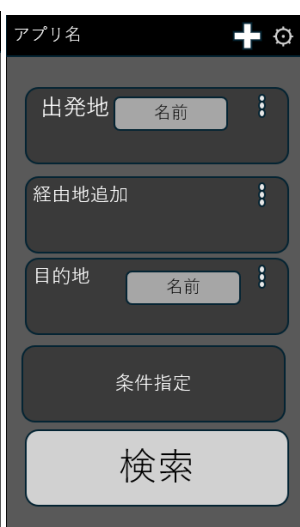 アプリ名
出発地 名前
経由地追加
目的地 名前
条件指定
検索